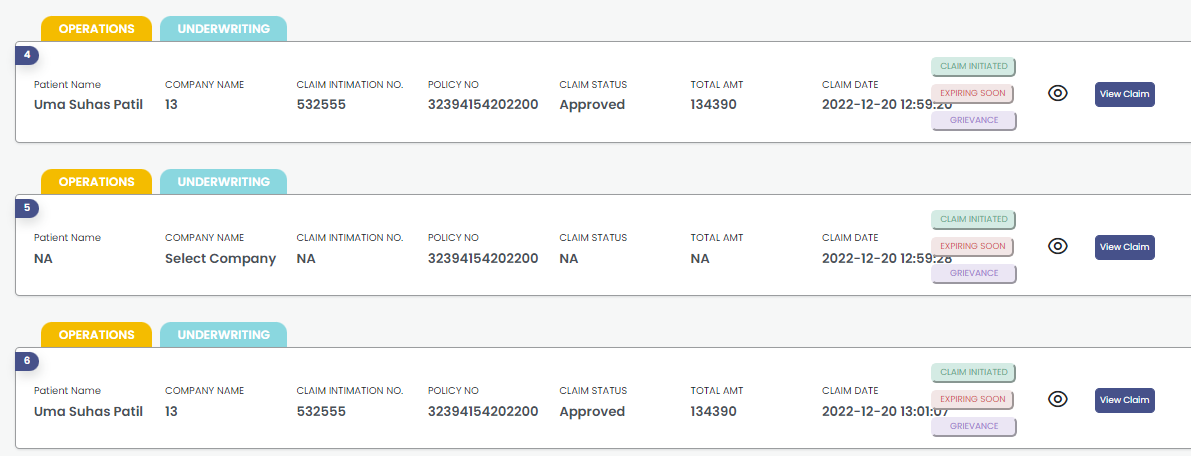 OPERATIONS UNDERWRITING
4
CLAIM INITIATED
Patient Name COMPANY NAME CLAIM INTIMATION NO. POLICY NO CLAIM STATUS TOTAL AMT CLAIM DATE
EXPIRING SOON View Claim
Uma Suhas Patil 13 532555 32394154202200 Approved 134390 2022-12-20 12:59:20
GRIEVANCE
OPERATIONS UNDERWRITING
5
CLAIM INITIATED
Patient Name COMPANY NAME CLAIM INTIMATION NO. POLICY NO CLAIM STATUS TOTAL AMT CLAIM DATE
EXPIRING SOON View Claim
NA Select Company NA 32394154202200 NA NA 2022-12-20 12:59:28
GRIEVANCE
OPERATIONS UNDERWRITING
6
CLAIM INITIATED
Patient Name COMPANY NAME CLAIM INTIMATION NO. POLICY NO CLAIM STATUS TOTAL AMT CLAIM DATE
EXPIRING SOON View Claim
Uma Suhas Patil 13 532555 32394154202200 Approved 134390 2022-12-20 13:01:07
GRIEVANCE